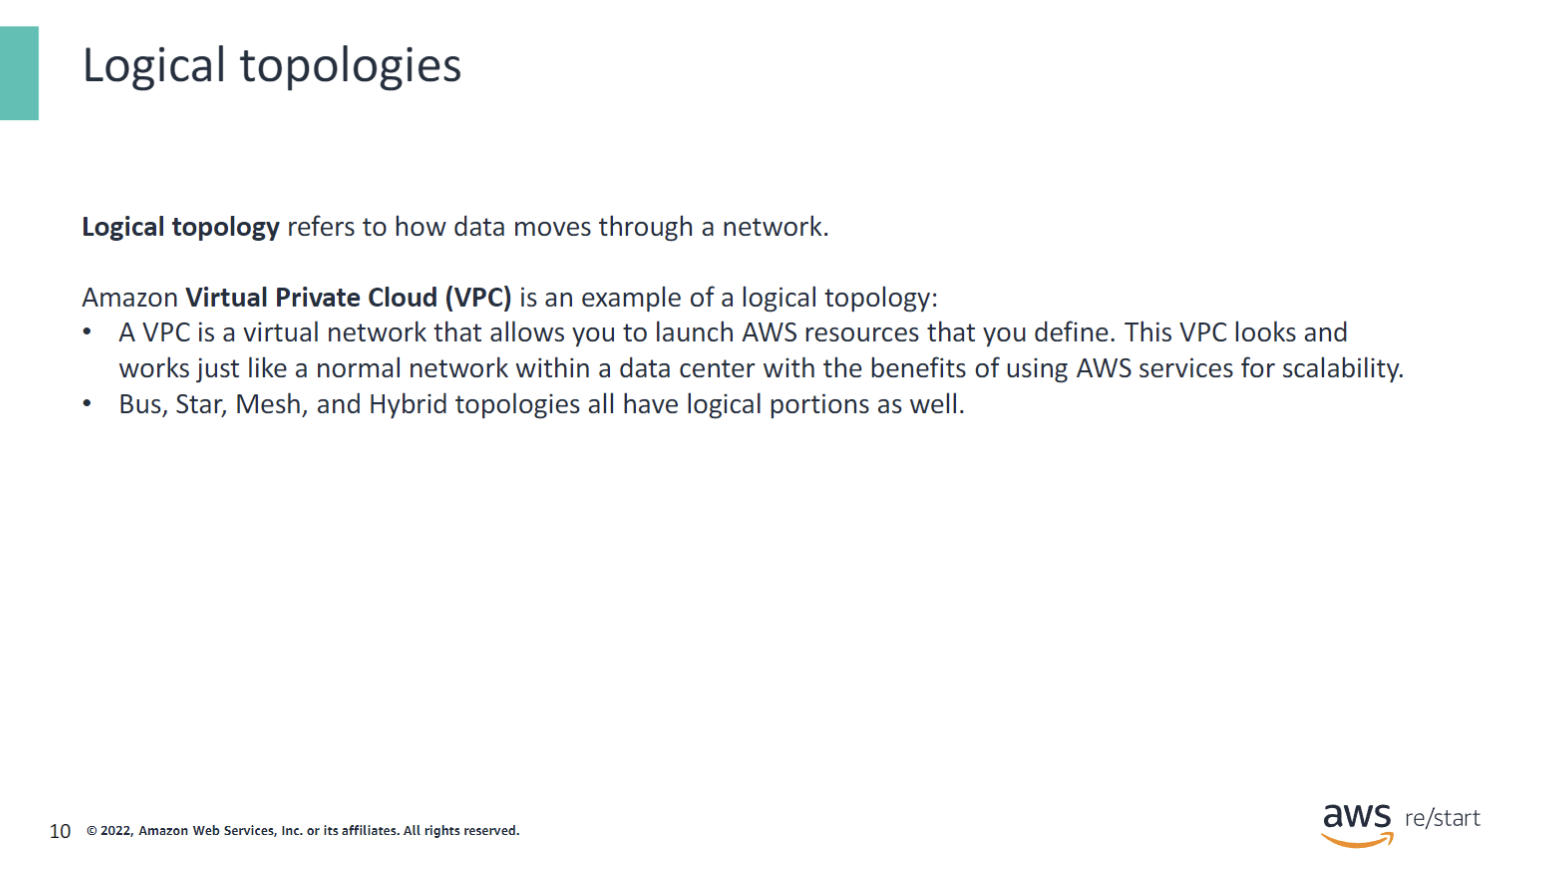 Logical topologies
Logical topology refers to how data moves through a network.
Amazon Virtual Private Cloud (VPC) is an example of a logical topology:
• A VPC is a virtual network that allows you to launch AWS resources that you define. This VPC looks and
works just like a normal network within a data center with the benefits of using AWS services for scalability.
• Bus, Star, Mesh, and Hybrid topologies all have logical portions as well.
10 © 2022, Amazon Web Services, Inc. or its affiliates. All rights reserved.
aws re/start